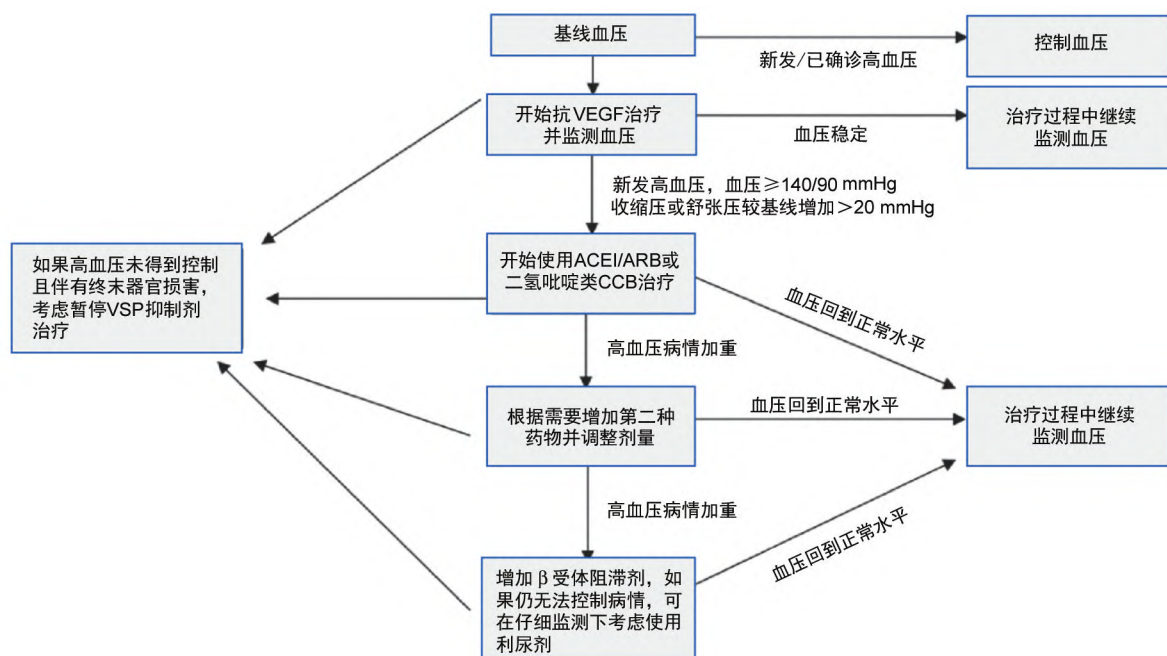 基线血压
新发/已确诊高血压
控制血压
开始抗VEGF治疗
并监测血压
血压稳定
治疗过程中继续
监测血压
新发高血压，血压≥140/90 mmHg
收缩压或舒张压较基线增加＞20 mmHg
如果高血压未得到控制
且伴有终末器官损害，
考虑暂停VSP抑制剂
治疗
开始使用ACEI/ARB或
二氢吡啶类CCB治疗
血压回到正常水平
高血压病情加重
根据需要增加第二种
药物并调整剂量
血压回到正常水平
治疗过程中继续
监测血压
高血压病情加重
血压回到正常水平
增加β受体阻滞剂，如
果仍无法控制病情，可
在仔细监测下考虑使用
利尿剂